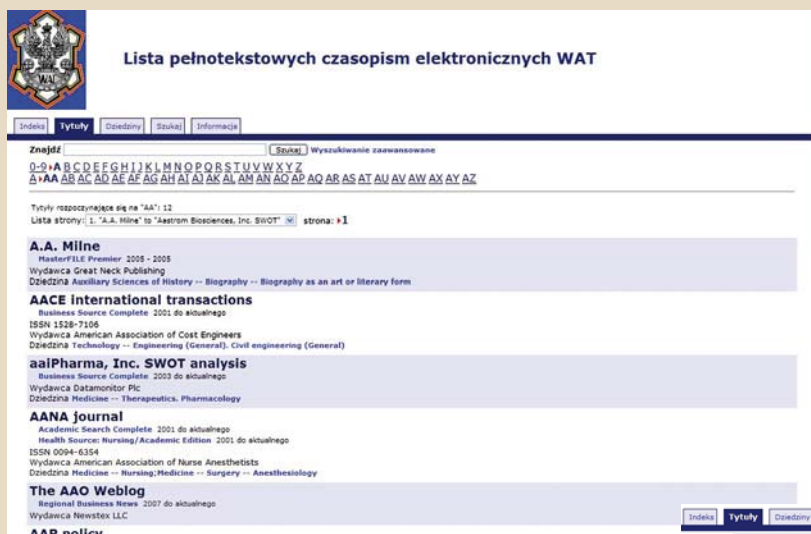 WAT
Lista pełnotekstowych czasopism elektronicznych WAT
Indeks Tytuły Dziedziny Szukaj Informacje
Znajdź Szukaj Wyszukiwanie zaawansowane
0-9 A B C D E F G H I J K L M N O P Q R S T U V W X Y Z
A AA AB AC AD AE AF AG AH AI AJ AK AL AM AN AO AP AQ AR AS AT AU AV AW AX AY AZ
Tytuły rozpoczynające się na "AA": 12
Lista strony: 1. "A.A. Milne" to "Aastrom Biosciences, Inc. SWOT" strona: 1
A.A. Milne
MasterFILE Premier 2005 - 2005
Wydawca Great Neck Publishing
Dziedzina Auxiliary Sciences of History -- Biography -- Biography as an art or literary form
AACE international transactions
Business Source Complete 2001 do aktualnego
ISSN 1528-7106
Wydawca American Association of Cost Engineers
Dziedzina Technology -- Engineering (General). Civil engineering (General)
aaiPharma, Inc. SWOT analysis
Business Source Complete 2003 do aktualnego
Wydawca Datamonitor Plc
Dziedzina Medicine -- Therapeutics. Pharmacology
AANA journal
Academic Search Complete 2001 do aktualnego
Health Source: Nursing/Academic Edition 2001 do aktualnego
ISSN 0094-6354
Wydawca American Association of Nurse Anesthetists
Dziedzina Medicine -- Nursing;Medicine -- Surgery -- Anesthesiology
The AAO Weblog
Regional Business News 2007 do aktualnego
Wydawca Newstex LLC
Indeks Tytuły Dziedziny